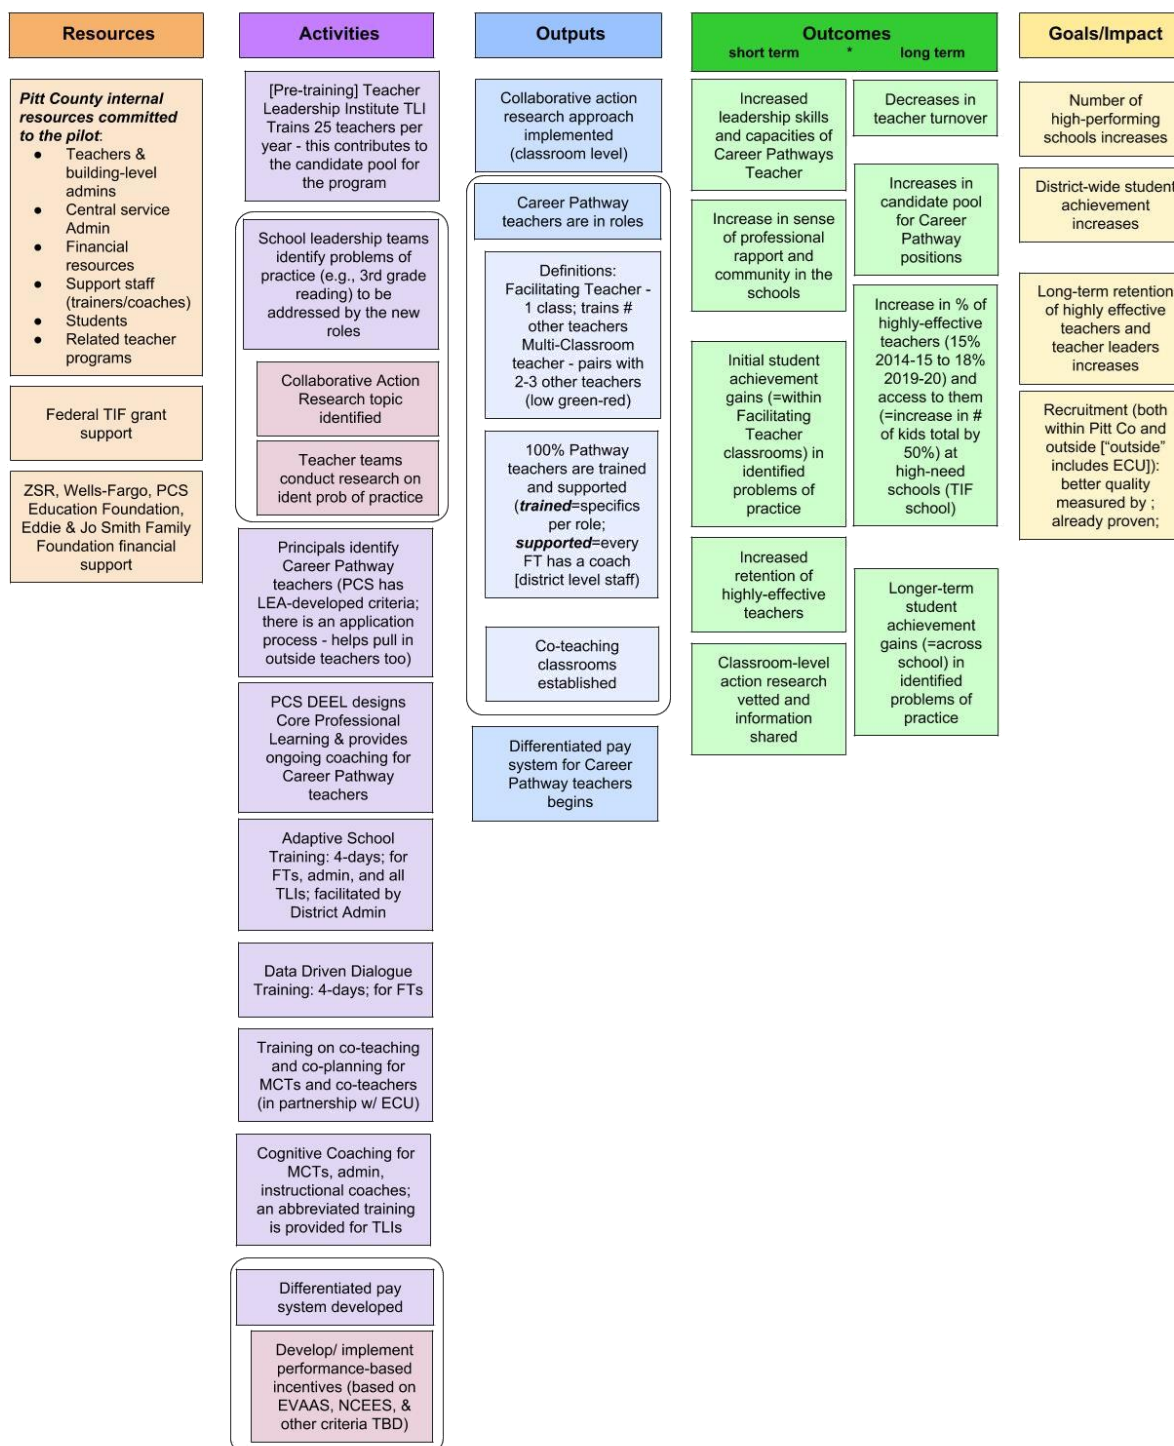 Resources
Pitt County internal
resources committed
to the pilot:
● Teachers &
building-level
admins
● Central service
Admin
● Financial
resources
● Support staff
(trainers/coaches)
● Students
● Related teacher
programs
Federal TIF grant
support
ZSR, Wells-Fargo, PCS
Education Foundation,
Eddie & Jo Smith Family
Foundation financial
support
Activities
[Pre-training] Teacher
Leadership Institute TLI
Trains 25 teachers per
year - this contributes to
the candidate pool for
the program
School leadership teams
identify problems of
practice (e.g., 3rd grade
reading) to be
addressed by the new
roles
Collaborative Action
Research topic
identified
Teacher teams
conduct research on
ident prob of practice
Principals identify
Career Pathway
teachers (PCS has
LEA-developed criteria;
there is an application
process - helps pull in
outside teachers too)
PCS DEEL designs
Core Professional
Learning & provides
ongoing coaching for
Career Pathway
teachers
Adaptive School
Training: 4-days; for
FTs, admin, and all
TLIs; facilitated by
District Admin
Data Driven Dialogue
Training: 4-days; for FTs
Training on co-teaching
and co-planning for
MCTs and co-teachers
(in partnership w/ ECU)
Cognitive Coaching for
MCTs, admin,
instructional coaches;
an abbreviated training
is provided for TLIs
Differentiated pay
system developed
Develop/ implement
performance-based
incentives (based on
EVAAS, NCEES, &
other criteria TBD)
Outputs
Collaborative action
research approach
implemented
(classroom level)
Career Pathway
teachers are in roles
Definitions:
Facilitating Teacher -
1 class; trains #
other teachers
Multi-Classroom
teacher - pairs with
2-3 other teachers
(low green-red)
100% Pathway
teachers are trained
and supported
(trained=specifics
per role;
supported=every
FT has a coach
[district level staff)
Co-teaching
classrooms
established
Differentiated pay
system for Career
Pathway teachers
begins
Outcomes
short term * long term
Increased
leadership skills
and capacities of
Career Pathways
Teacher
Increase in sense
of professional
rapport and
community in the
schools
Initial student
achievement
gains (=within
Facilitating
Teacher
classrooms) in
identified
problems of
practice
Increased
retention of
highly-effective
teachers
Classroom-level
action research
vetted and
information
shared
Decreases in
teacher turnover
Increases in
candidate pool
for Career
Pathway
positions
Increase in % of
highly-effective
teachers (15%
2014-15 to 18%
2019-20) and
access to them
(=increase in #
of kids total by
50%) at
high-need
schools (TIF
school)
Longer-term
student
achievement
gains (=across
school) in
identified
problems of
practice
Goals/Impact
Number of
high-performing
schools increases
District-wide student
achievement
increases
Long-term retention
of highly effective
teachers and
teacher leaders
increases
Recruitment (both
within Pitt Co and
outside ["outside"
includes ECU]):
better quality
measured by ;
already proven;